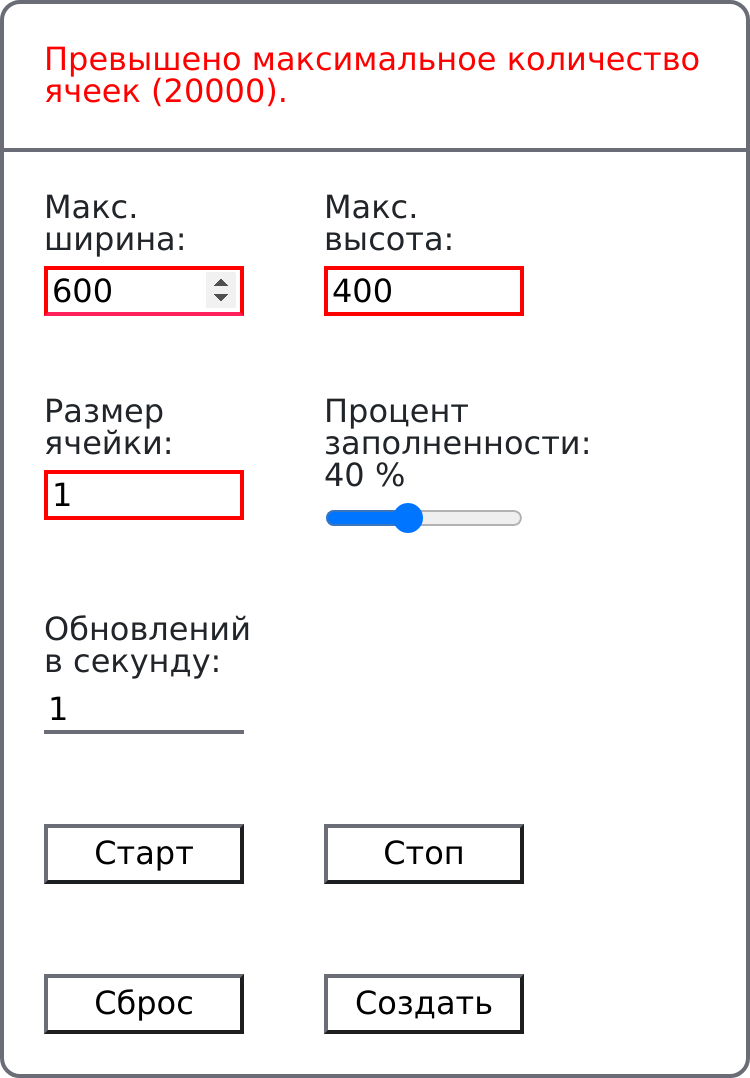 Превышено максимальное количество
ячеек (20000).
Макс.
ширина:
600
Макс.
высота:
400
Размер
ячейки:
1
Процент
заполненности:
40 %
Обновлений
в секунду:
1
Старт
Стоп
Сброс
Создать